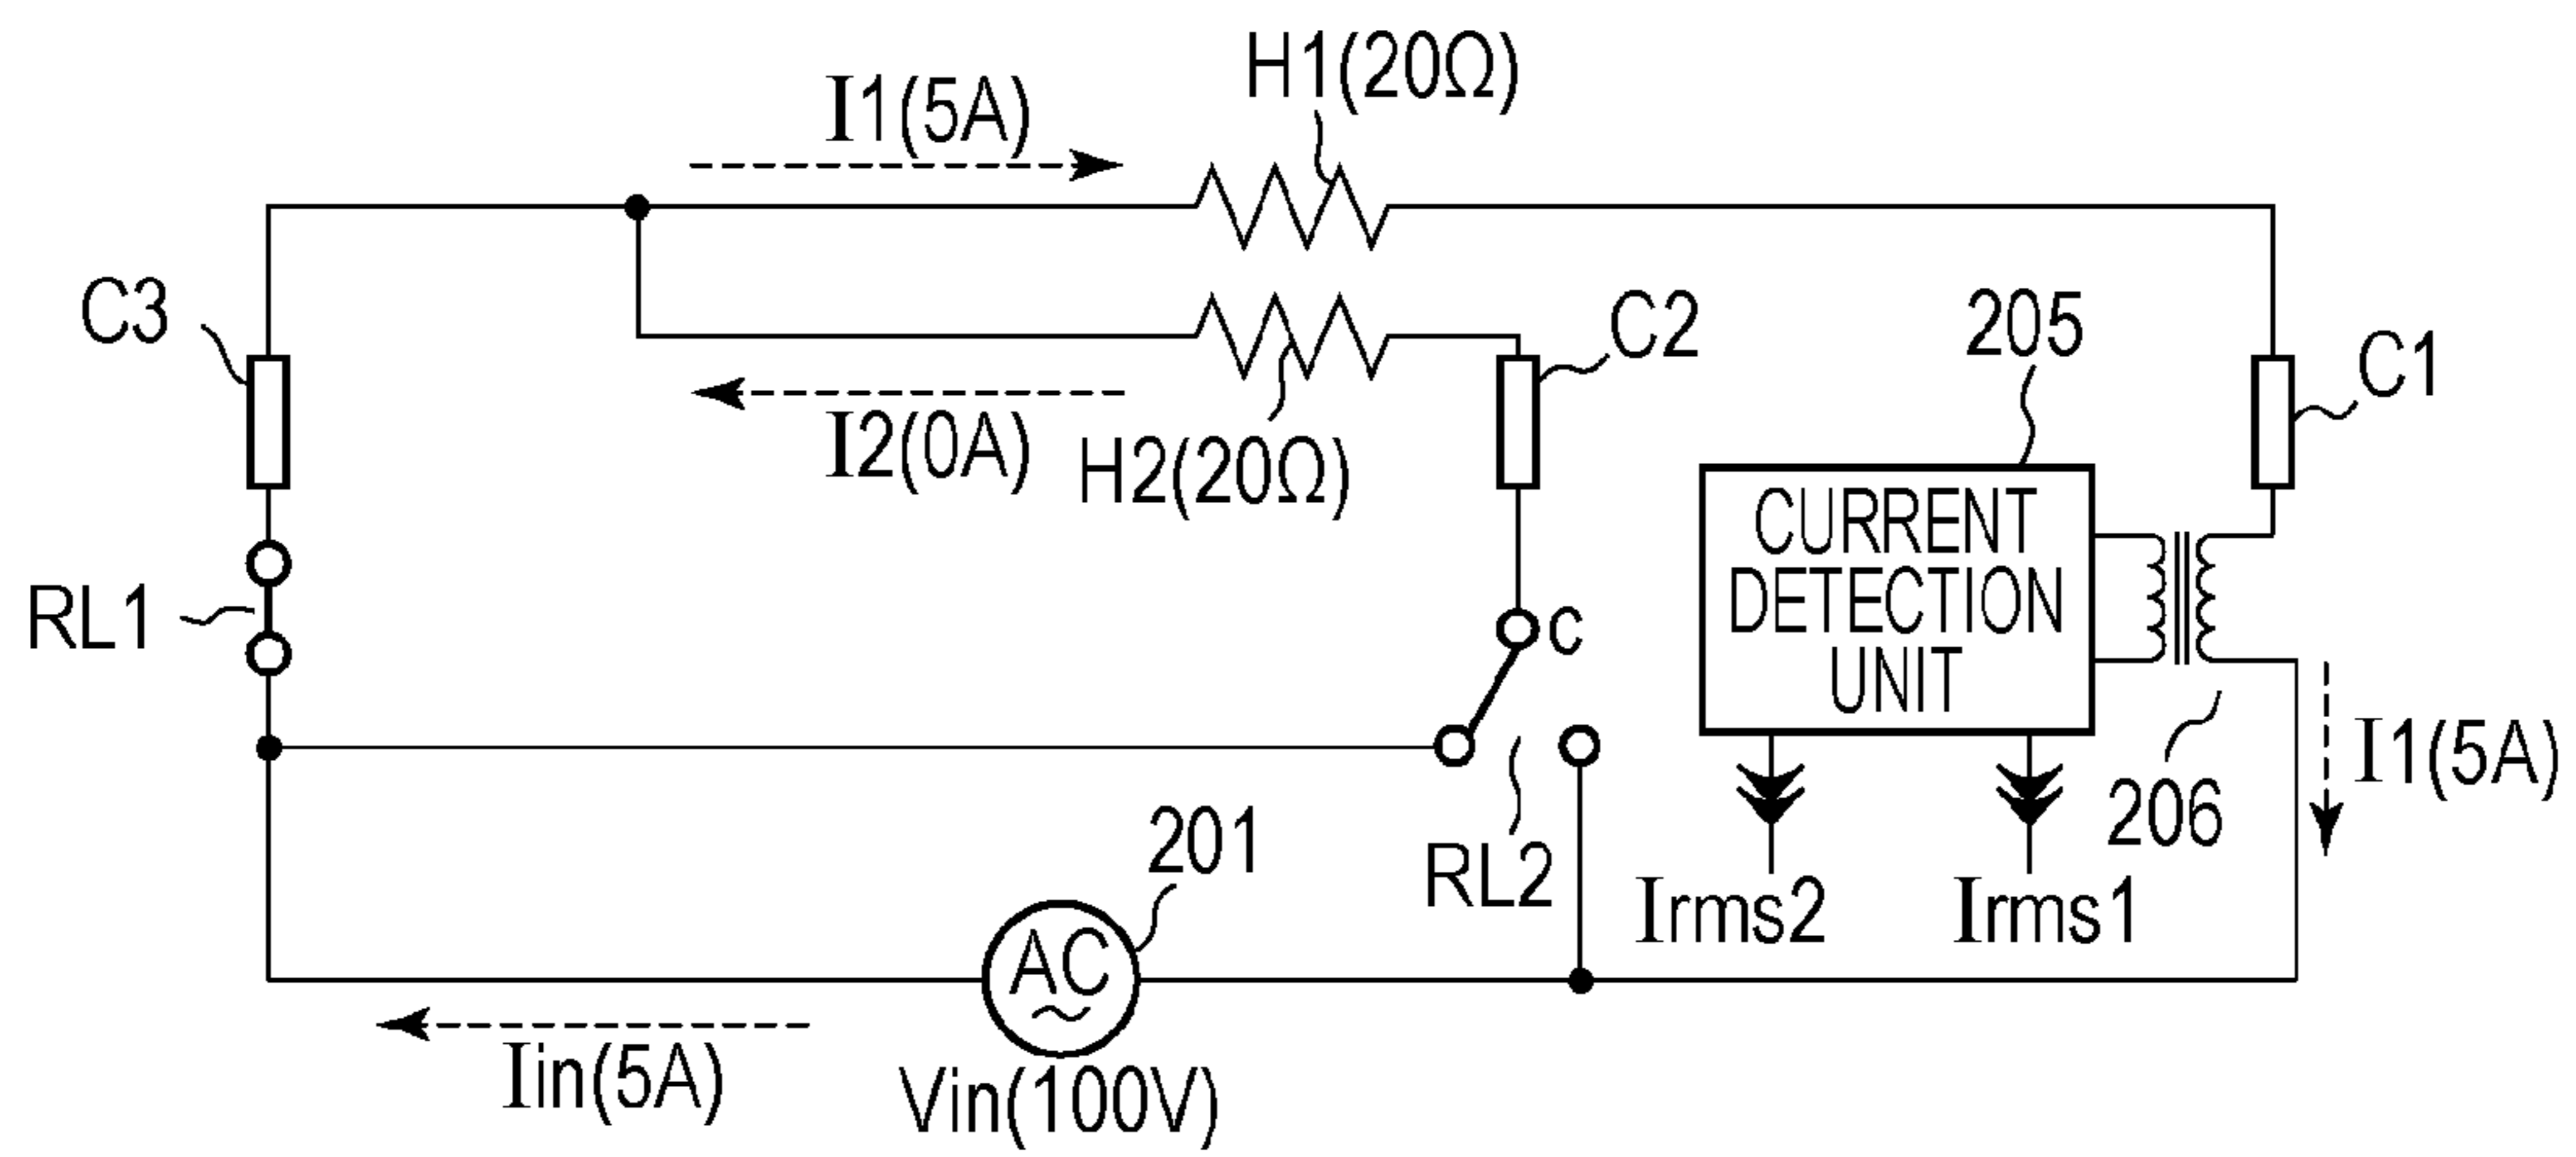 H1(20Ω)
I1(5A)
C3
C2
205
C1
I2(0A)
H2(20Ω)
CURRENT
DETECTION
UNIT
RL1
C
I1(5A)
206
201
RL2
Irms2
Irms1
AC
Iin(5A)
Vin(100V)